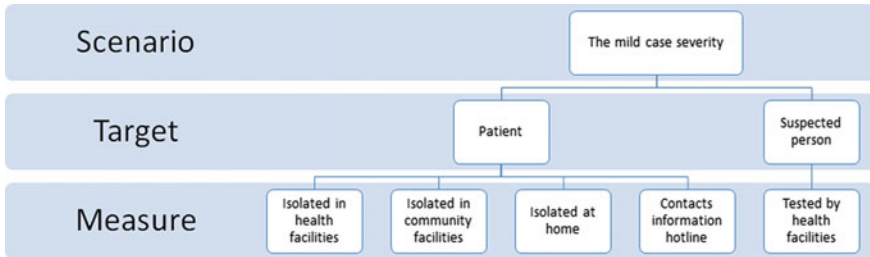 Scenario
The mild case severity
Target
Patient
Suspected
person
Measure
Isolated in
health
facilities
Isolated in
community
facilities
Isolated at
home
Contacts
information
hotline
Tested by
health
facilities